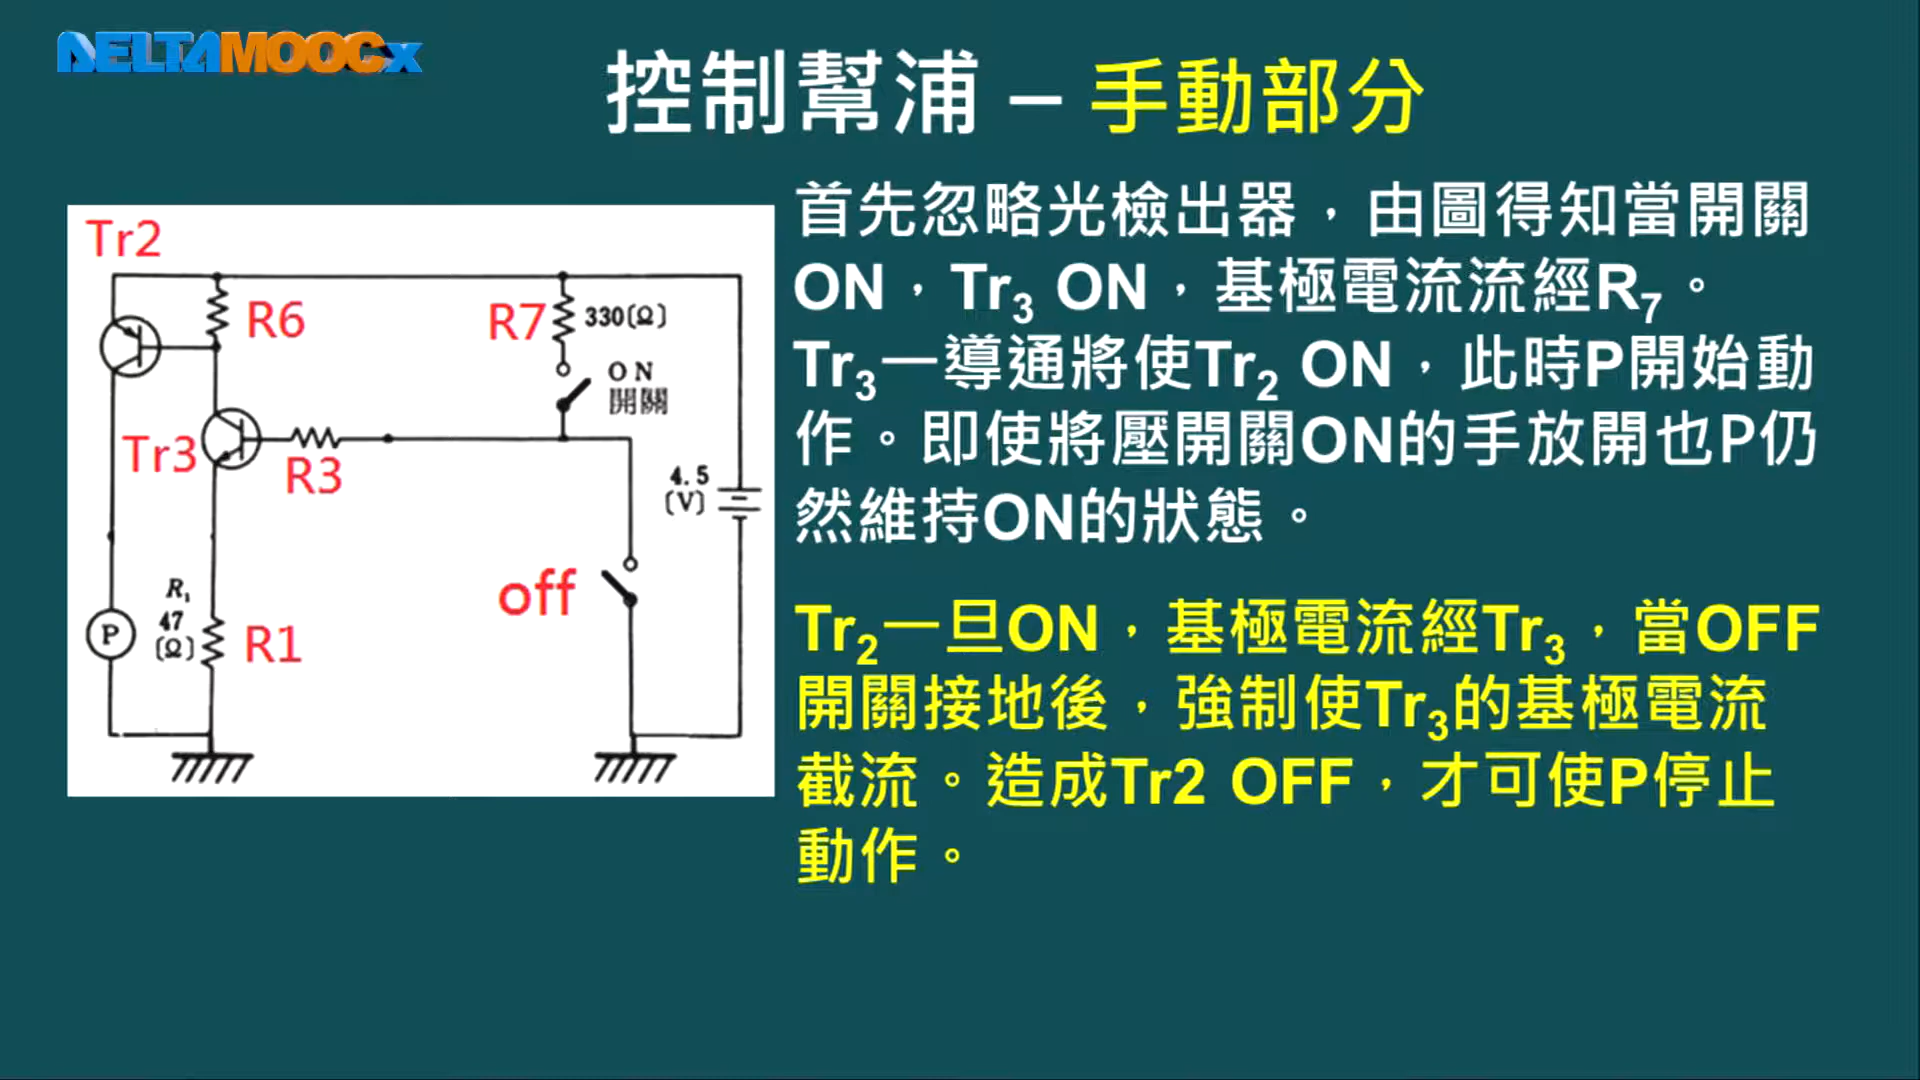 DELTAMOOCx
控制幫浦 – 手動部分
首先忽略光檢出器，由圖得知當開關
ON，Tr3 ON，基極電流流經R7。
Tr3一導通將使Tr2 ON，此時P開始動
作。即使將壓開關ON的手放開也P仍
然維持ON的狀態。
Tr2一旦ON，基極電流經Tr3，當OFF
開關接地後，強制使Tr3的基極電流
截流。造成Tr2 OFF，才可使P停止
動作。
Tr2
R6
R7
330(Ω)
ON
開關
Tr3
R3
4.5
(V)
off
R1
47
(Ω)
R1
P